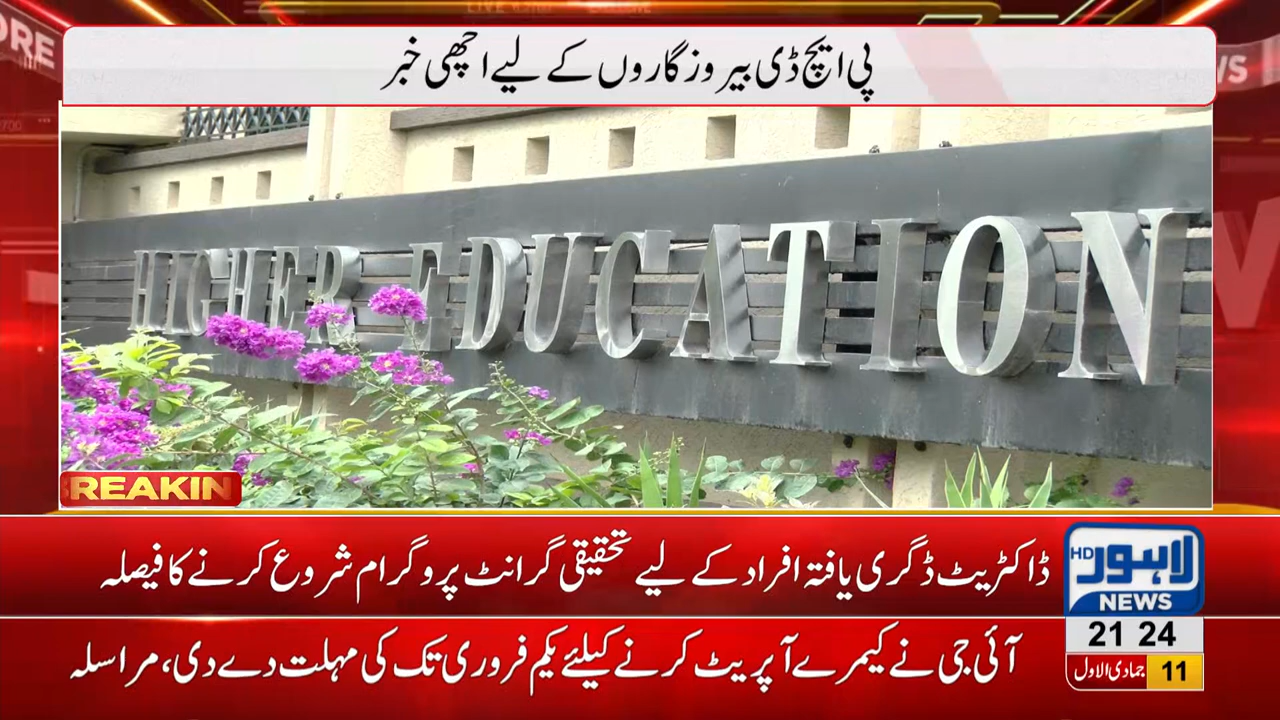 پی ایچ ڈی بیروزگاروں کے لیے اچھی خبر
HIGHER EDUCATION
REAKIN
ڈاکٹریٹ ڈگری یافتہ افراد کے لیے تحقیقی گرانٹ پروگرام شروع کرنے کا فیصلہ
لاہور HD
NEWS
21 24
11 جمادی الاول
آئی جی نے کیمرے آپریٹ کرنے کیلئے یکم فروری تک کی مہلت دے دی، مراسلہ